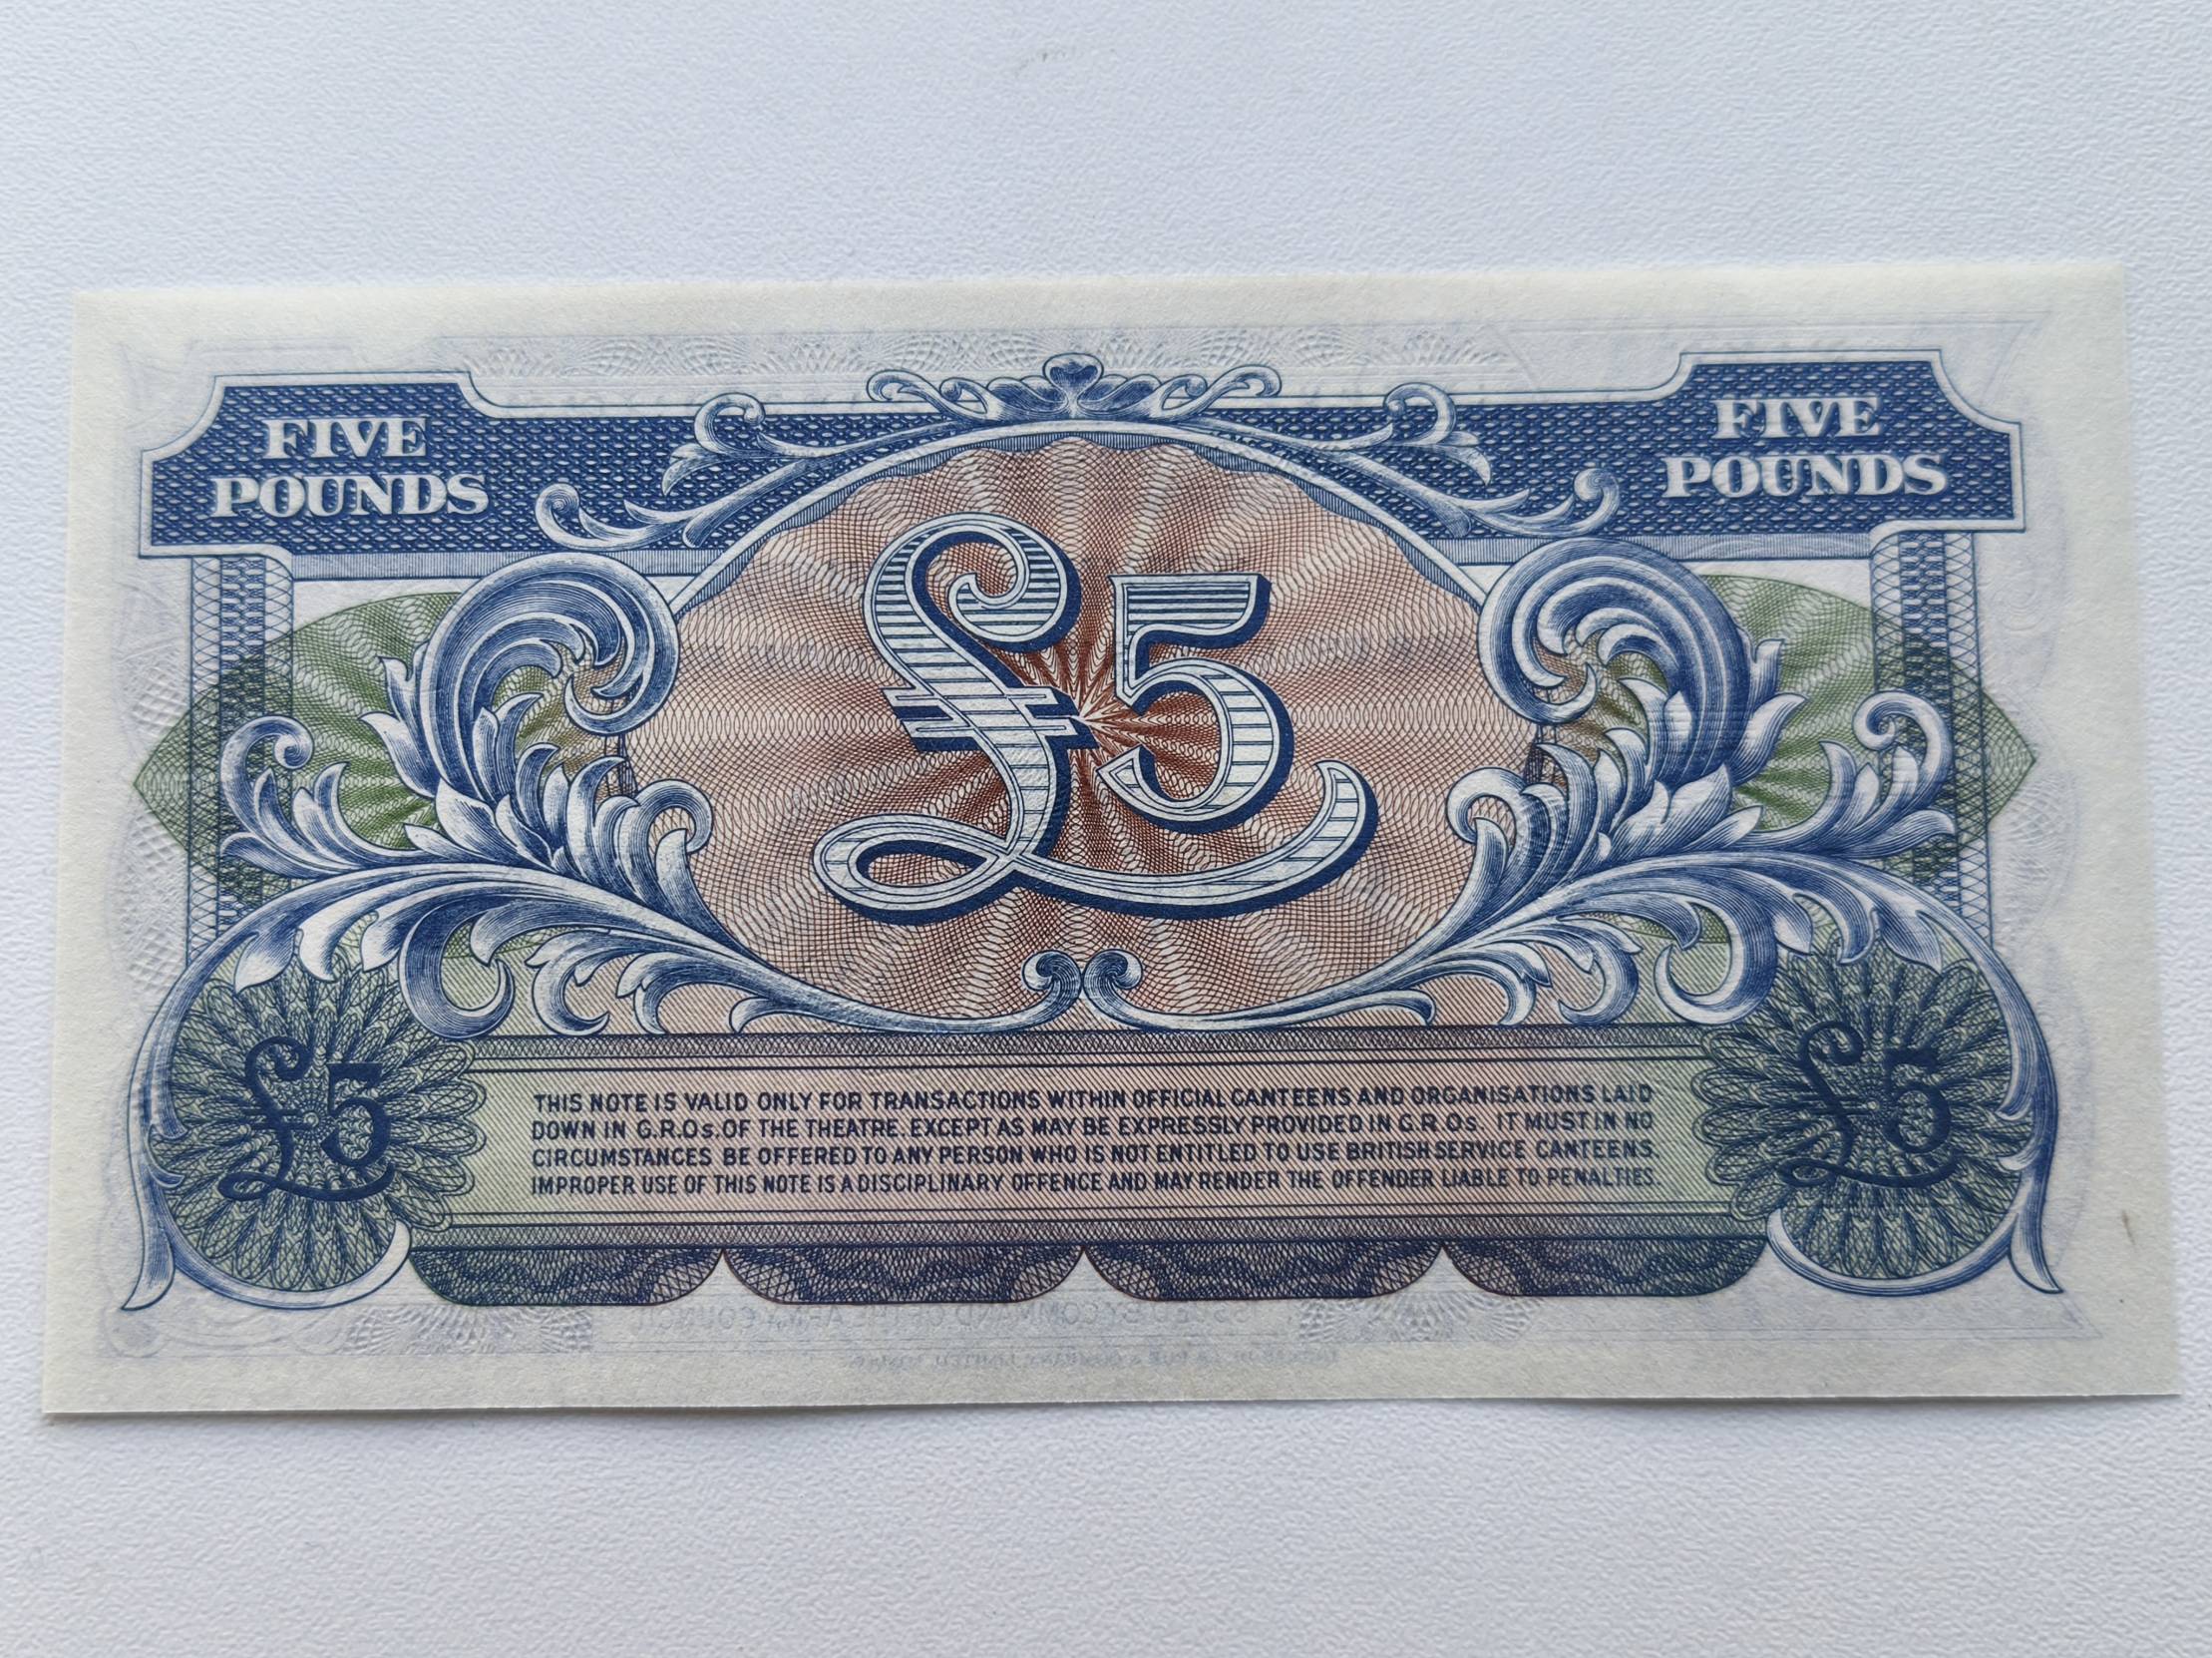 FIVE POUNDS
FIVE POUNDS
£5
THIS NOTE IS VALID ONLY FOR TRANSACTIONS WITHIN OFFICIAL CANTEENS AND ORGANISATIONS LAID
DOWN IN G.R.Os. OF THE THEATRE. EXCEPT AS MAY BE EXPRESSLY PROVIDED IN G.R.Os. IT MUST IN NO
CIRCUMSTANCES BE OFFERED TO ANY PERSON WHO IS NOT ENTITLED TO USE BRITISH SERVICE CANTEENS.
IMPROPER USE OF THIS NOTE IS A DISCIPLINARY OFFENCE AND MAY RENDER THE OFFENDER LIABLE TO PENALTIES.
£5
£5